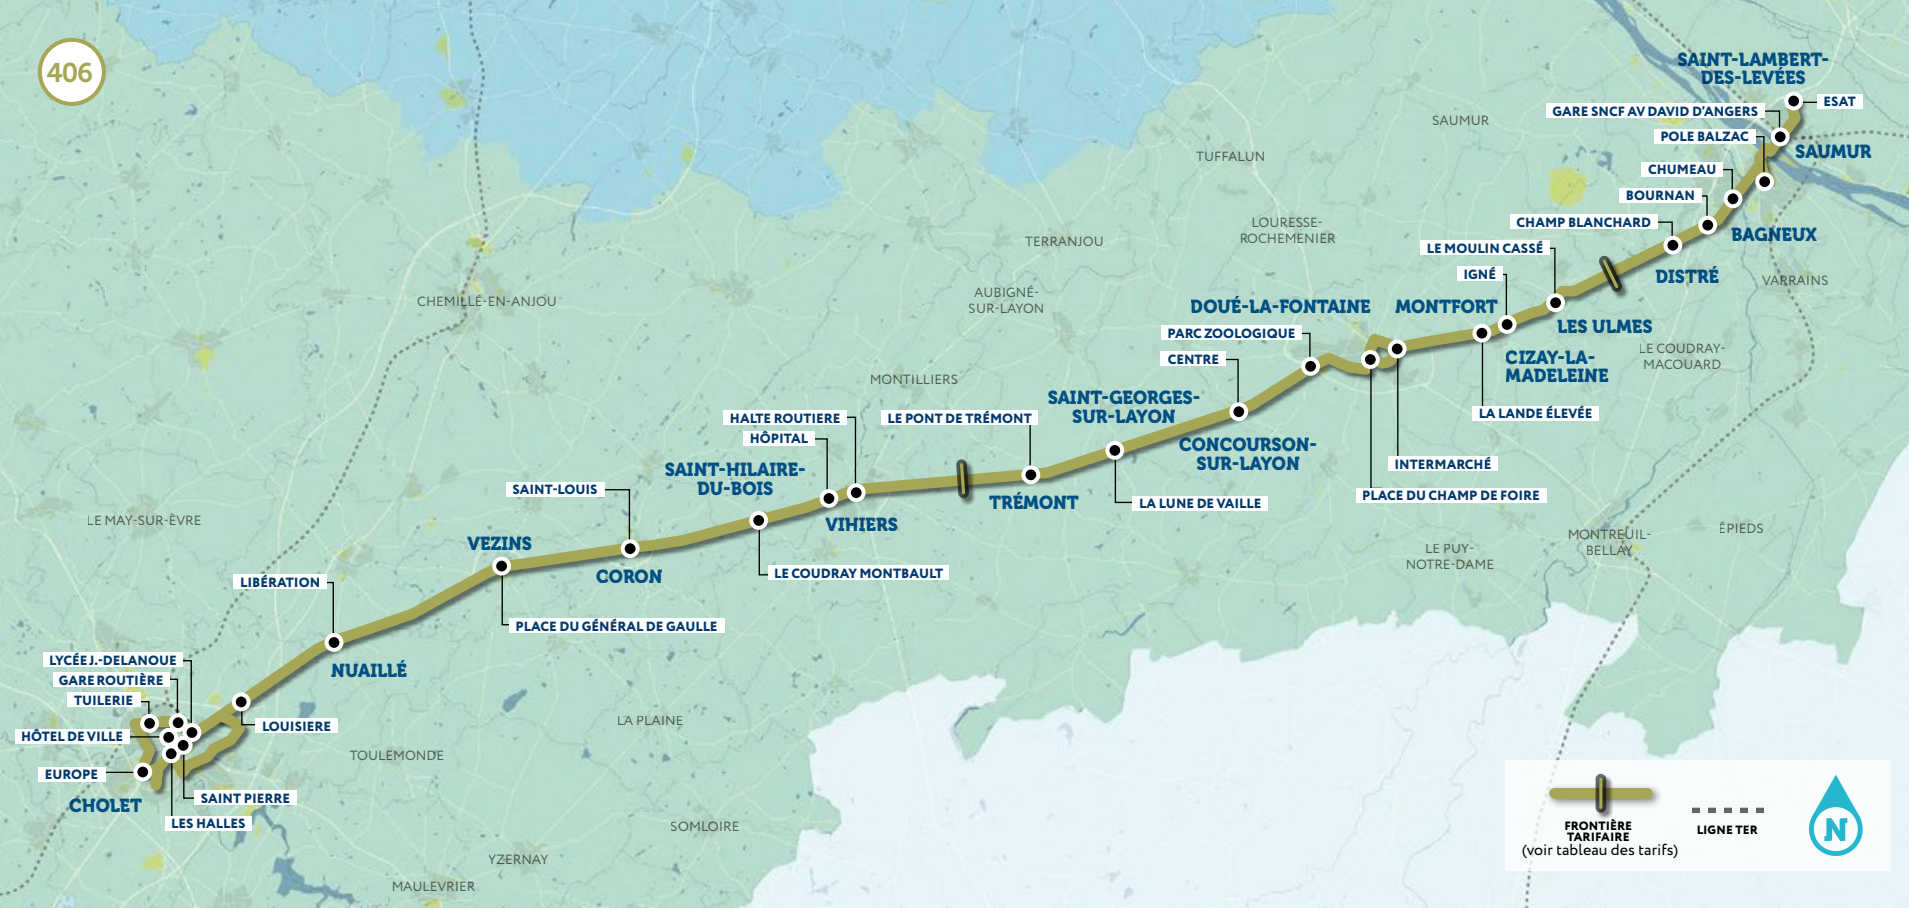 406
SAINT-LAMBERT-
DES-LEVÉES
ESAT
GARE SNCF AV DAVID D'ANGERS
SAUMUR
POLE BALZAC
SAUMUR
TUFFALUN
CHUMEAU
BOURNAN
CHAMP BLANCHARD
LOURESSE-
ROCHEMENIER
BAGNEUX
TERRANJOU
LE MOULIN CASSÉ
IGNÉ
DISTRÉ
VARRAINS
CHEMILLÉ-EN-ANJOU
AUBIGNÉ-
SUR-LAYON
DOUÉ-LA-FONTAINE
MONTFORT
LES ULMES
PARC ZOOLOGIQUE
CENTRE
CIZAY-LA-
MADELEINE
LE COUDRAY-
MACOUARD
MONTILLIERS
SAINT-GEORGES-
SUR-LAYON
LA LANDE ÉLEVÉE
HALTE ROUTIERE
LE PONT DE TRÉMONT
HÔPITAL
CONCOURSON-
SUR-LAYON
INTERMARCHÉ
SAINT-HILAIRE-
DU-BOIS
SAINT-LOUIS
PLACE DU CHAMP DE FOIRE
TRÉMONT
LA LUNE DE VAILLE
LE MAY-SUR-ÈVRE
VIHIERS
MONTREUIL-
BELLAY
ÉPIEDS
VEZINS
LE PUY-
NOTRE-DAME
CORON
LE COUDRAY MONTBAULT
LIBÉRATION
PLACE DU GÉNÉRAL DE GAULLE
LYCÉE J.-DELANOUE
NUAILLÉ
GARE ROUTIÈRE
TUILERIE
LOUISIERE
LA PLAINE
HÔTEL DE VILLE
TOULEMONDE
EUROPE
CHOLET
SAINT PIERRE
LES HALLES
SOMLOIRE
YZERNAY
MAULEVRIER
FRONTIÈRE
TARIFAIRE
(voir tableau des tarifs)
LIGNE TER
N